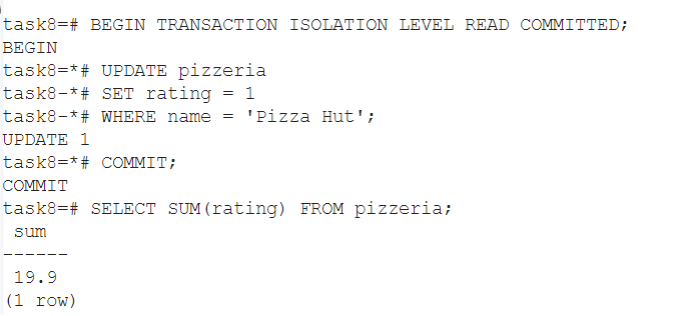 task8=# BEGIN TRANSACTION ISOLATION LEVEL READ COMMITTED;
BEGIN
task8=*# UPDATE pizzeria
task8-*# SET rating = 1
task8-*# WHERE name = 'Pizza Hut';
UPDATE 1
task8=*# COMMIT;
COMMIT
task8=# SELECT SUM(rating) FROM pizzeria;
 sum
------
 19.9
(1 row)